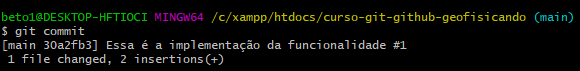 beto1@DESKTOP-HFTIOCI MINGW64 /c/xampp/htdocs/curso-git-github-geofisicando (main)
$ git commit
[main 30a2fb3] Essa é a implementação da funcionalidade #1
 1 file changed, 2 insertions(+)